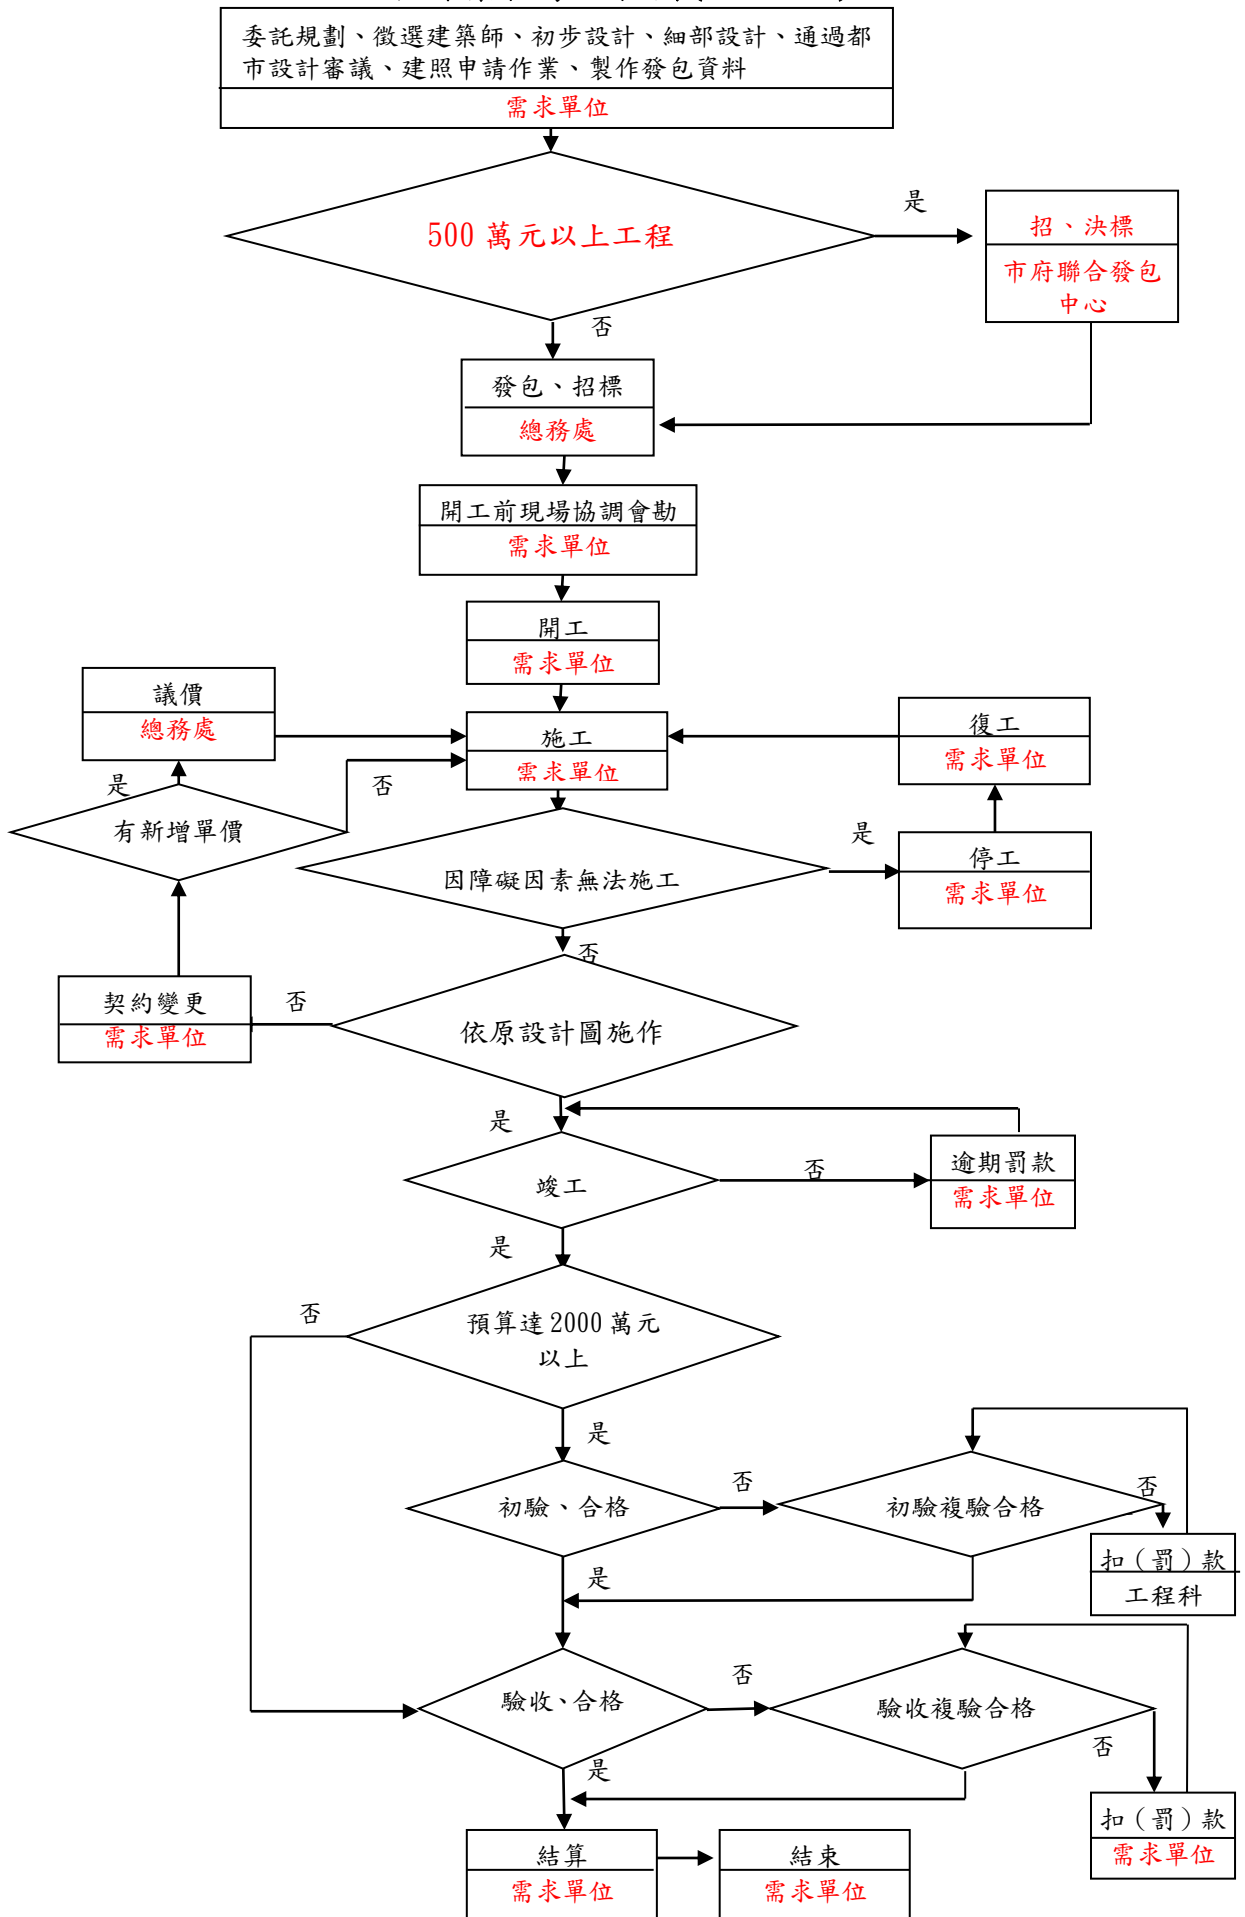 委託規劃、徵選建築師、初步設計、細部設計、通過都
市設計審議、建照申請作業、製作發包資料
需求單位
500 萬元以上工程
是
招、決標
市府聯合發包
中心
否
發包、招標
總務處
開工前現場協調會勘
需求單位
開工
需求單位
議價
總務處
施工
需求單位
復工
需求單位
是
否
有新增單價
因障礙因素無法施工
是
停工
需求單位
否
契約變更
需求單位
否
依原設計圖施作
是
竣工
否
逾期罰款
需求單位
是
否
預算達 2000 萬元
以上
是
初驗、合格
否
初驗複驗合格
否
扣（罰）款
工程科
是
驗收、合格
否
驗收複驗合格
否
扣（罰）款
需求單位
是
結算
需求單位
結束
需求單位